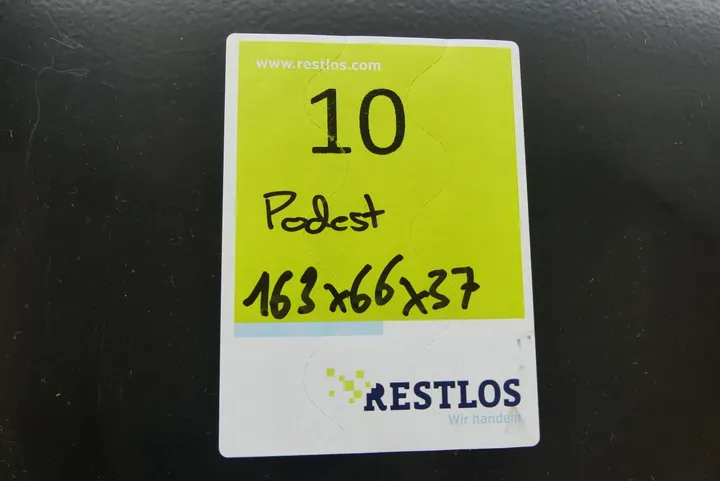 www.restlos.com
10
Podest
163x66x37
RESTLOS
Wir handeln.